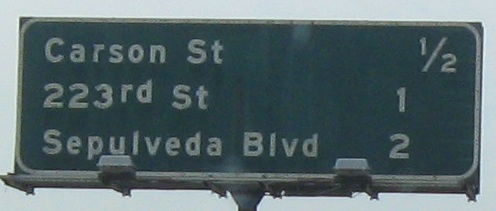 Carson St 1/2
223rd St 1
Sepulveda Blvd 2